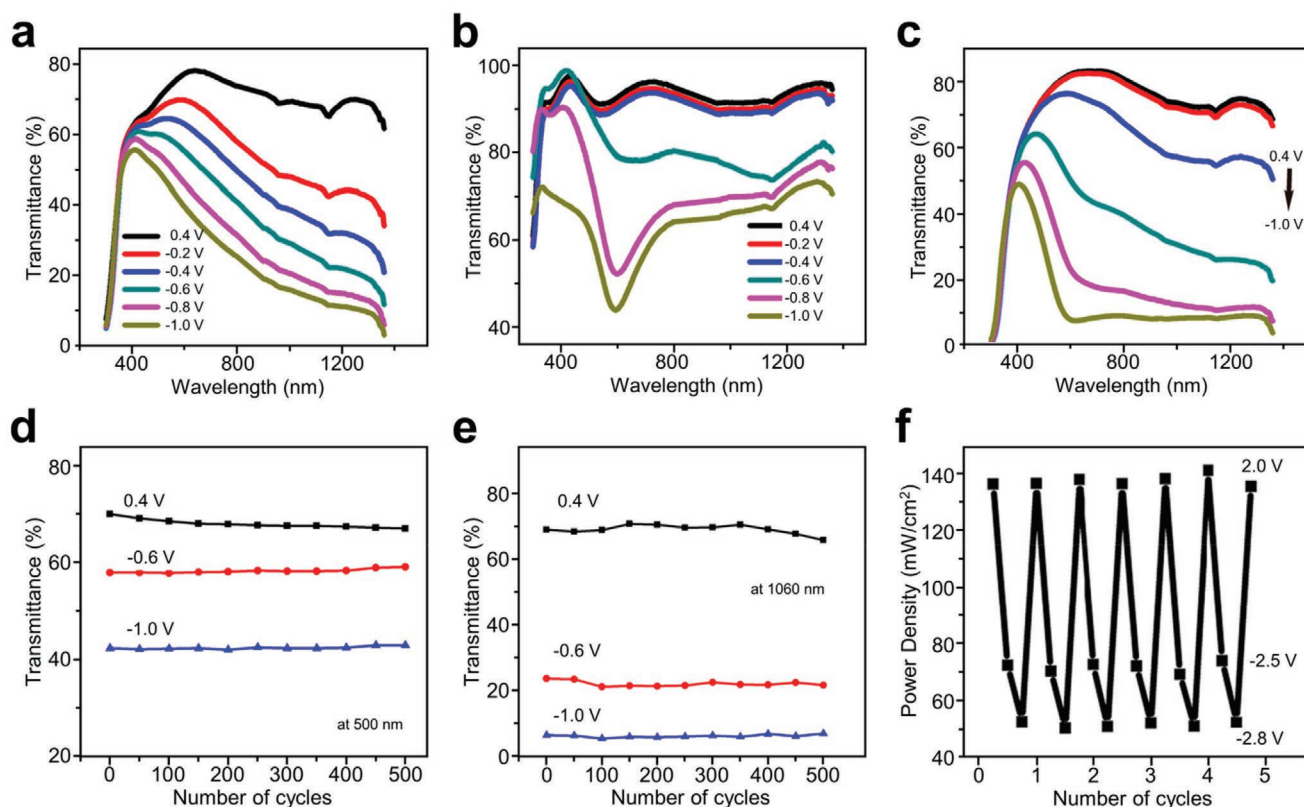 a
80
60
40
20
0
Transmittance (%)
0.4 V
-0.2 V
-0.4 V
-0.6 V
-0.8 V
-1.0 V
400 800 1200
Wavelength (nm)
b
100
80
60
40
Transmittance (%)
0.4 V
-0.2 V
-0.4 V
-0.6 V
-0.8 V
-1.0 V
400 800 1200
Wavelength (nm)
c
80
60
40
20
0
Transmittance (%)
0.4 V
-1.0 V
400 800 1200
Wavelength (nm)
d
80
60
40
20
Transmittance (%)
0.4 V
-0.6 V
-1.0 V
at 500 nm
0 100 200 300 400 500
Number of cycles
e
80
60
40
20
0
Transmittance (%)
0.4 V
at 1060 nm
-0.6 V
-1.0 V
0 100 200 300 400 500
Number of cycles
f
140
120
140
80
60
40
Power Density (mW/cm²)
2.0 V
-2.5 V
-2.8 V
0 1 2 3 4 5
Number of cycles